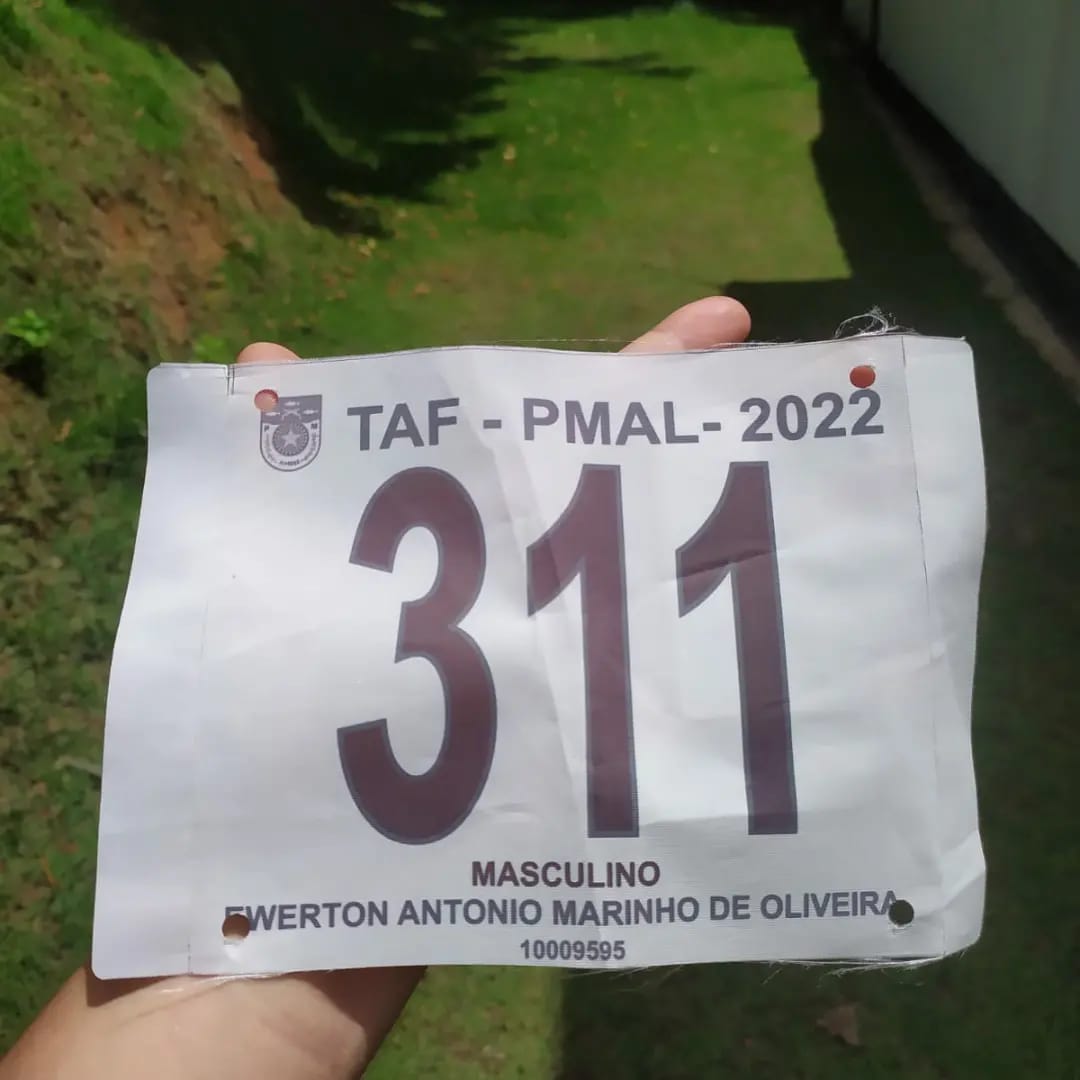 TAF - PMAL- 2022
311
MASCULINO
EWERTON ANTONIO MARINHO DE OLIVEIRA
10009595